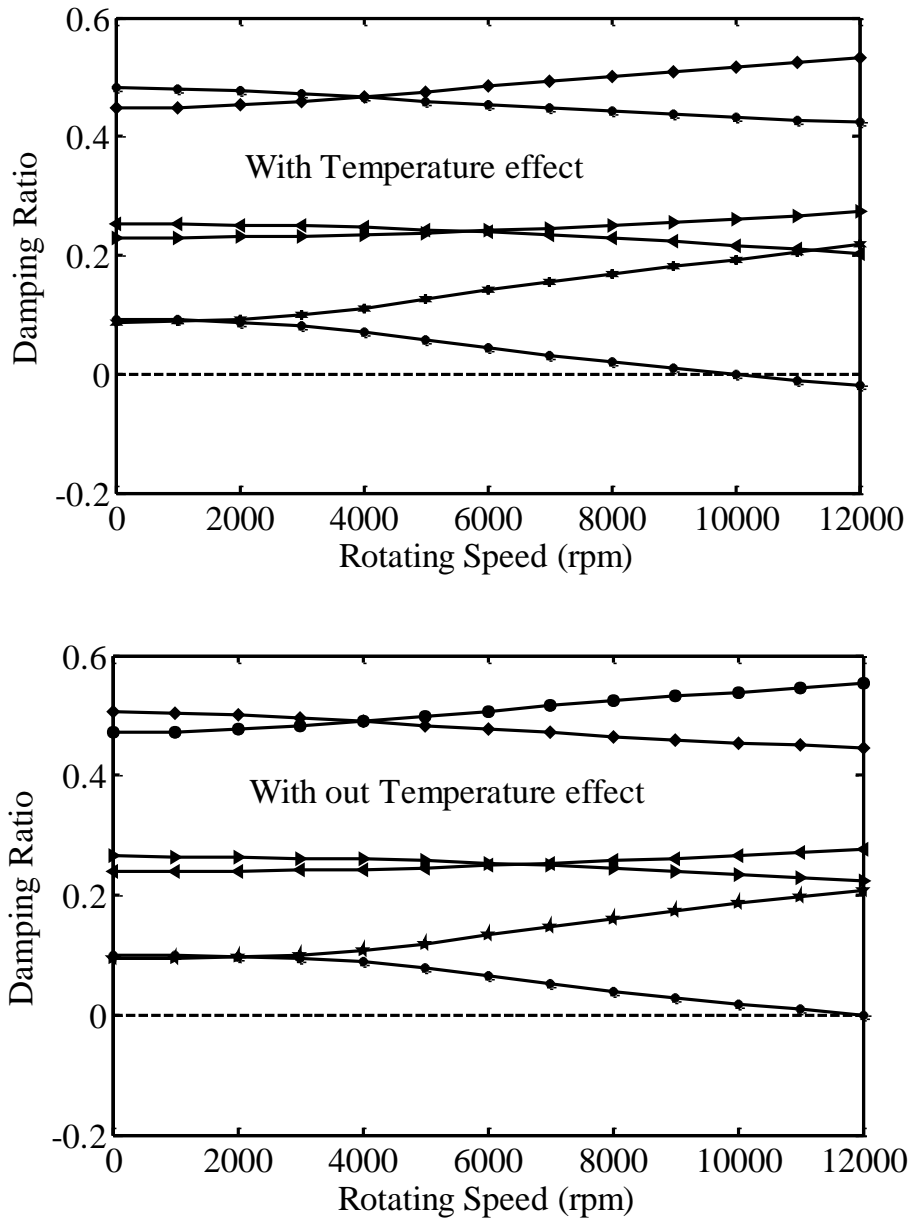 0.6
0.4
With Temperature effect
0.2
0
-0.2
Damping Ratio
0 2000 4000 6000 8000 10000 12000
Rotating Speed (rpm)
0.6
0.4
With out Temperature effect
0.2
0
-0.2
Damping Ratio
0 2000 4000 6000 8000 10000 12000
Rotating Speed (rpm)